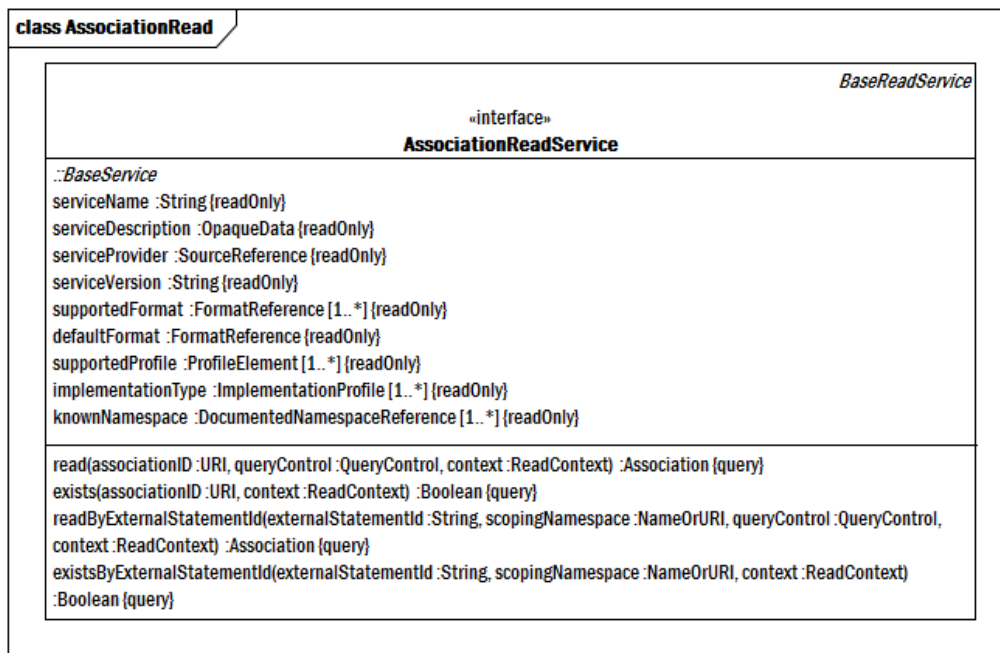 class AssociationRead
BaseReadService
«interface»
AssociationReadService
::BaseService
serviceName :String {readOnly}
serviceDescription :OpaqueData {readOnly}
serviceProvider :SourceReference {readOnly}
serviceVersion :String {readOnly}
supportedFormat :FormatReference [1..*] {readOnly}
defaultFormat :FormatReference {readOnly}
supportedProfile :ProfileElement [1..*] {readOnly}
implementationType :ImplementationProfile [1..*] {readOnly}
knownNamespace :DocumentedNamespaceReference [1..*] {readOnly}
read(associationID :URI, queryControl :QueryControl, context :ReadContext) :Association {query}
exists(associationID :URI, context :ReadContext) :Boolean {query}
readByExternalStatementId(externalStatementId :String, scopingNamespace :NameOrURI, queryControl :QueryControl,
context :ReadContext) :Association {query}
existsByExternalStatementId(externalStatementId :String, scopingNamespace :NameOrURI, context :ReadContext)
:Boolean {query}